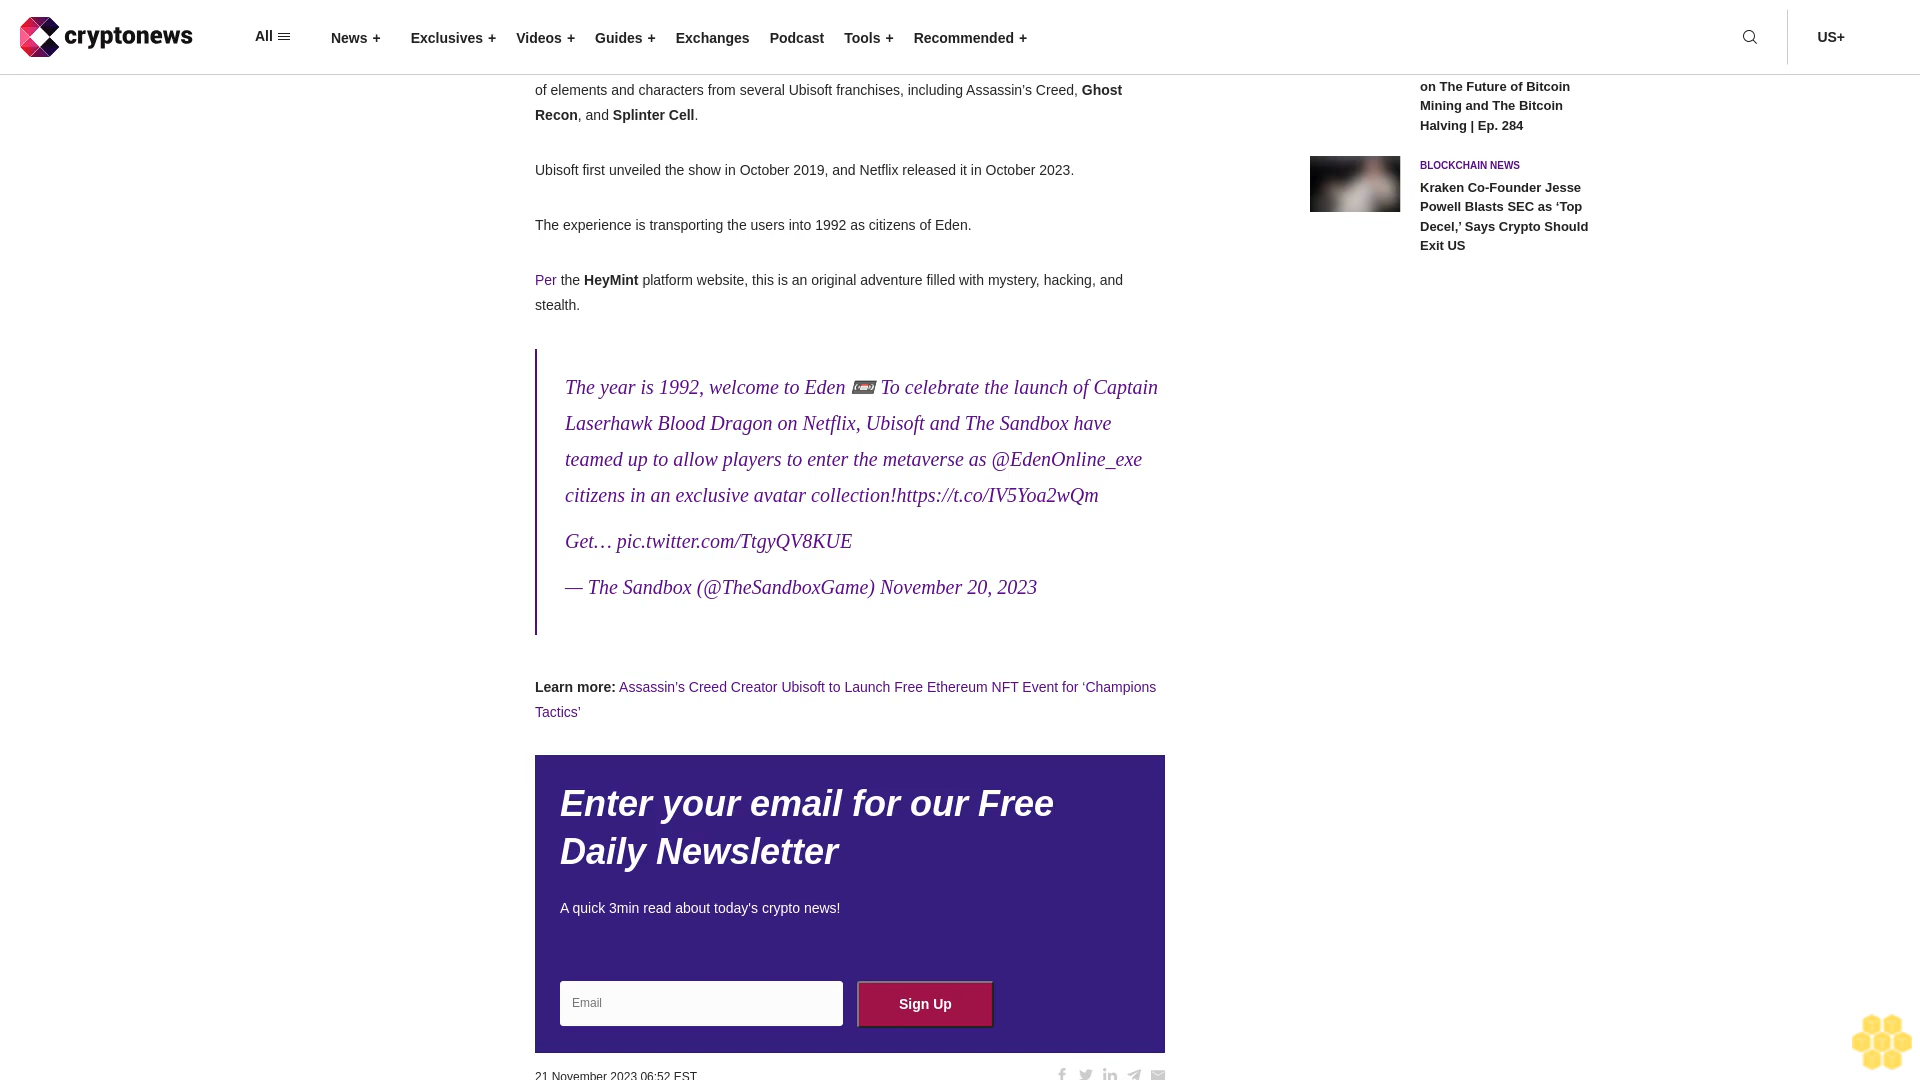 cryptonews
All
News +
Exclusives +
Videos +
Guides +
Exchanges
Podcast
Tools +
Recommended +
US+
of elements and characters from several Ubisoft franchises, including Assassin’s Creed, Ghost
Recon, and Splinter Cell.
Ubisoft first unveiled the show in October 2019, and Netflix released it in October 2023.
The experience is transporting the users into 1992 as citizens of Eden.
Per the HeyMint platform website, this is an original adventure filled with mystery, hacking, and
stealth.
The year is 1992, welcome to Eden 📼 To celebrate the launch of Captain
Laserhawk Blood Dragon on Netflix, Ubisoft and The Sandbox have
teamed up to allow players to enter the metaverse as @EdenOnline_exe
citizens in an exclusive avatar collection!https://t.co/IV5Yoa2wQm
Get… pic.twitter.com/TtgyQV8KUE
— The Sandbox (@TheSandboxGame) November 20, 2023
Learn more: Assassin’s Creed Creator Ubisoft to Launch Free Ethereum NFT Event for ‘Champions
Tactics’
Enter your email for our Free
Daily Newsletter
A quick 3min read about today's crypto news!
Email
Sign Up
21 November 2023 06:52 EST
on The Future of Bitcoin
Mining and The Bitcoin
Halving | Ep. 284
BLOCKCHAIN NEWS
Kraken Co-Founder Jesse
Powell Blasts SEC as ‘Top
Decel,’ Says Crypto Should
Exit US